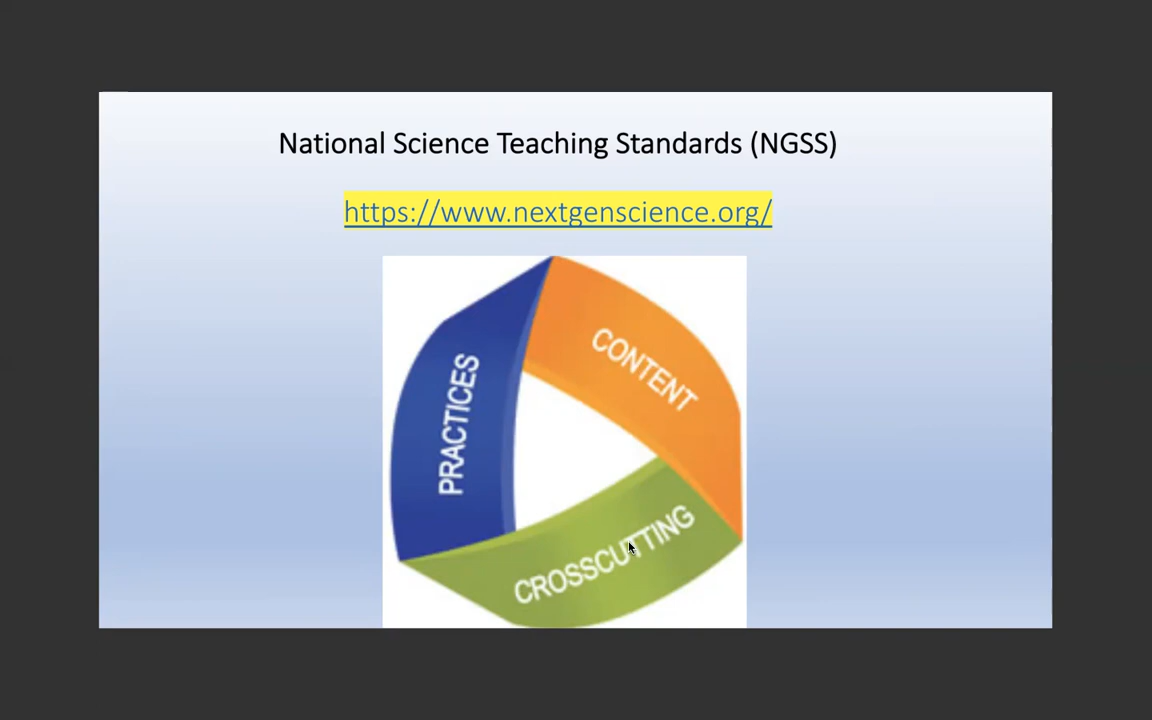 National Science Teaching Standards (NGSS)
https://www.nextgenscience.org/
PRACTICES
CONTENT
CROSSCUTTING